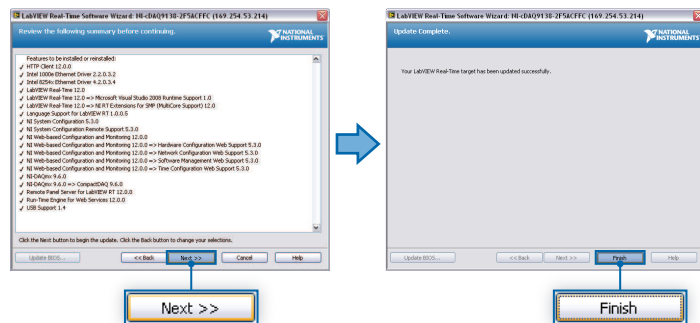 LabVIEW Real-Time Software Wizard: NI-cDAQ9138-2F5ACFFC (169.254.53.214)
Review the following summary before continuing.
NATIONAL INSTRUMENTS
Features to be installed or reinstalled:
HTTP Client 12.0.0
Intel 1000e Ethernet Driver 2.2.0.3.2
Intel 8254x Ethernet Driver 4.2.0.3.4
LabVIEW Real-Time 12.0
LabVIEW Real-Time 12.0 => Microsoft Visual Studio 2008 Runtime Support 1.0
LabVIEW Real-Time 12.0 => NI RT Extensions for SMP (MultiCore Support) 12.0
Language Support for LabVIEW RT 1.0.0.5
NI System Configuration 5.3.0
NI System Configuration Remote Support 5.3.0
NI Web-based Configuration and Monitoring 12.0.0
NI Web-based Configuration and Monitoring 12.0.0 => Hardware Configuration Web Support 5.3.0
NI Web-based Configuration and Monitoring 12.0.0 => Network Configuration Web Support 5.3.0
NI Web-based Configuration and Monitoring 12.0.0 => Software Management Web Support 5.3.0
NI Web-based Configuration and Monitoring 12.0.0 => Time Configuration Web Support 5.3.0
NI-DAQmx 9.6.0
NI-DAQmx 9.6.0 => CompactDAQ 9.6.0
Remote Panel Server for LabVIEW RT 12.0.0
Run-Time Engine for Web Services 12.0.0
USB Support 1.4
Click the Next button to begin the update. Click the Back button to change your selections.
Update BIOS... << Back Next >> Cancel Help
Next >>
LabVIEW Real-Time Software Wizard: NI-cDAQ9138-2F5ACFFC (169.254.53.214)
Update Complete.
NATIONAL INSTRUMENTS
Your LabVIEW Real-Time target has been updated successfully.
Update BIOS... << Back Next >> Finish Help
Finish